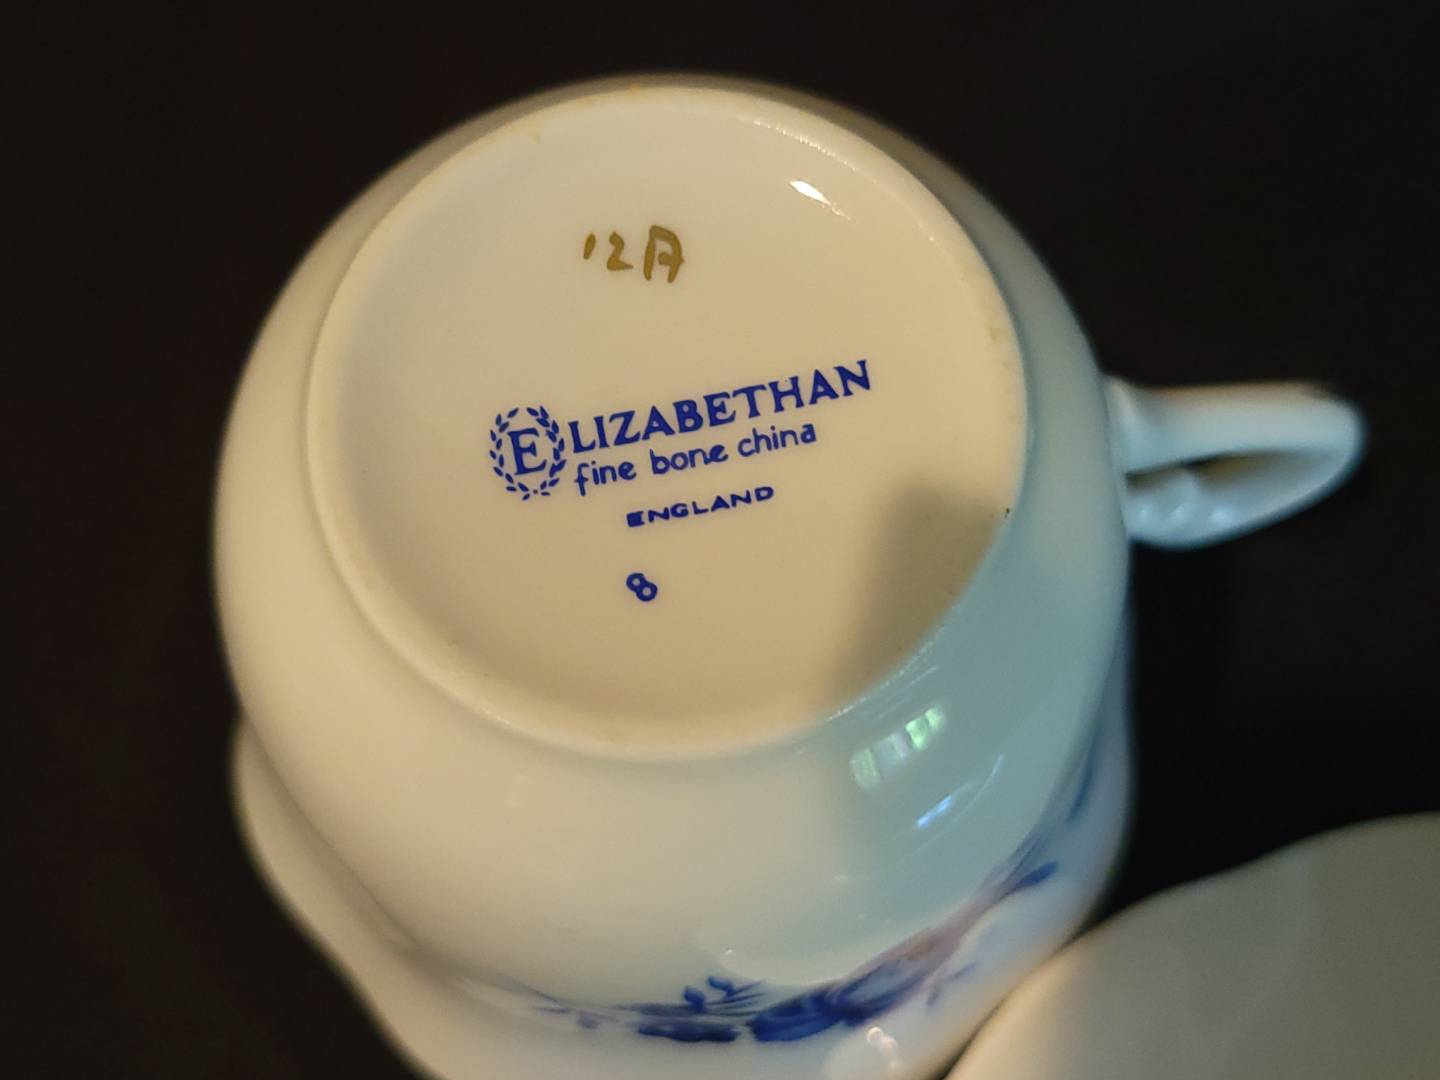 12A
ELIZABETHAN
fine bone china
ENGLAND
8